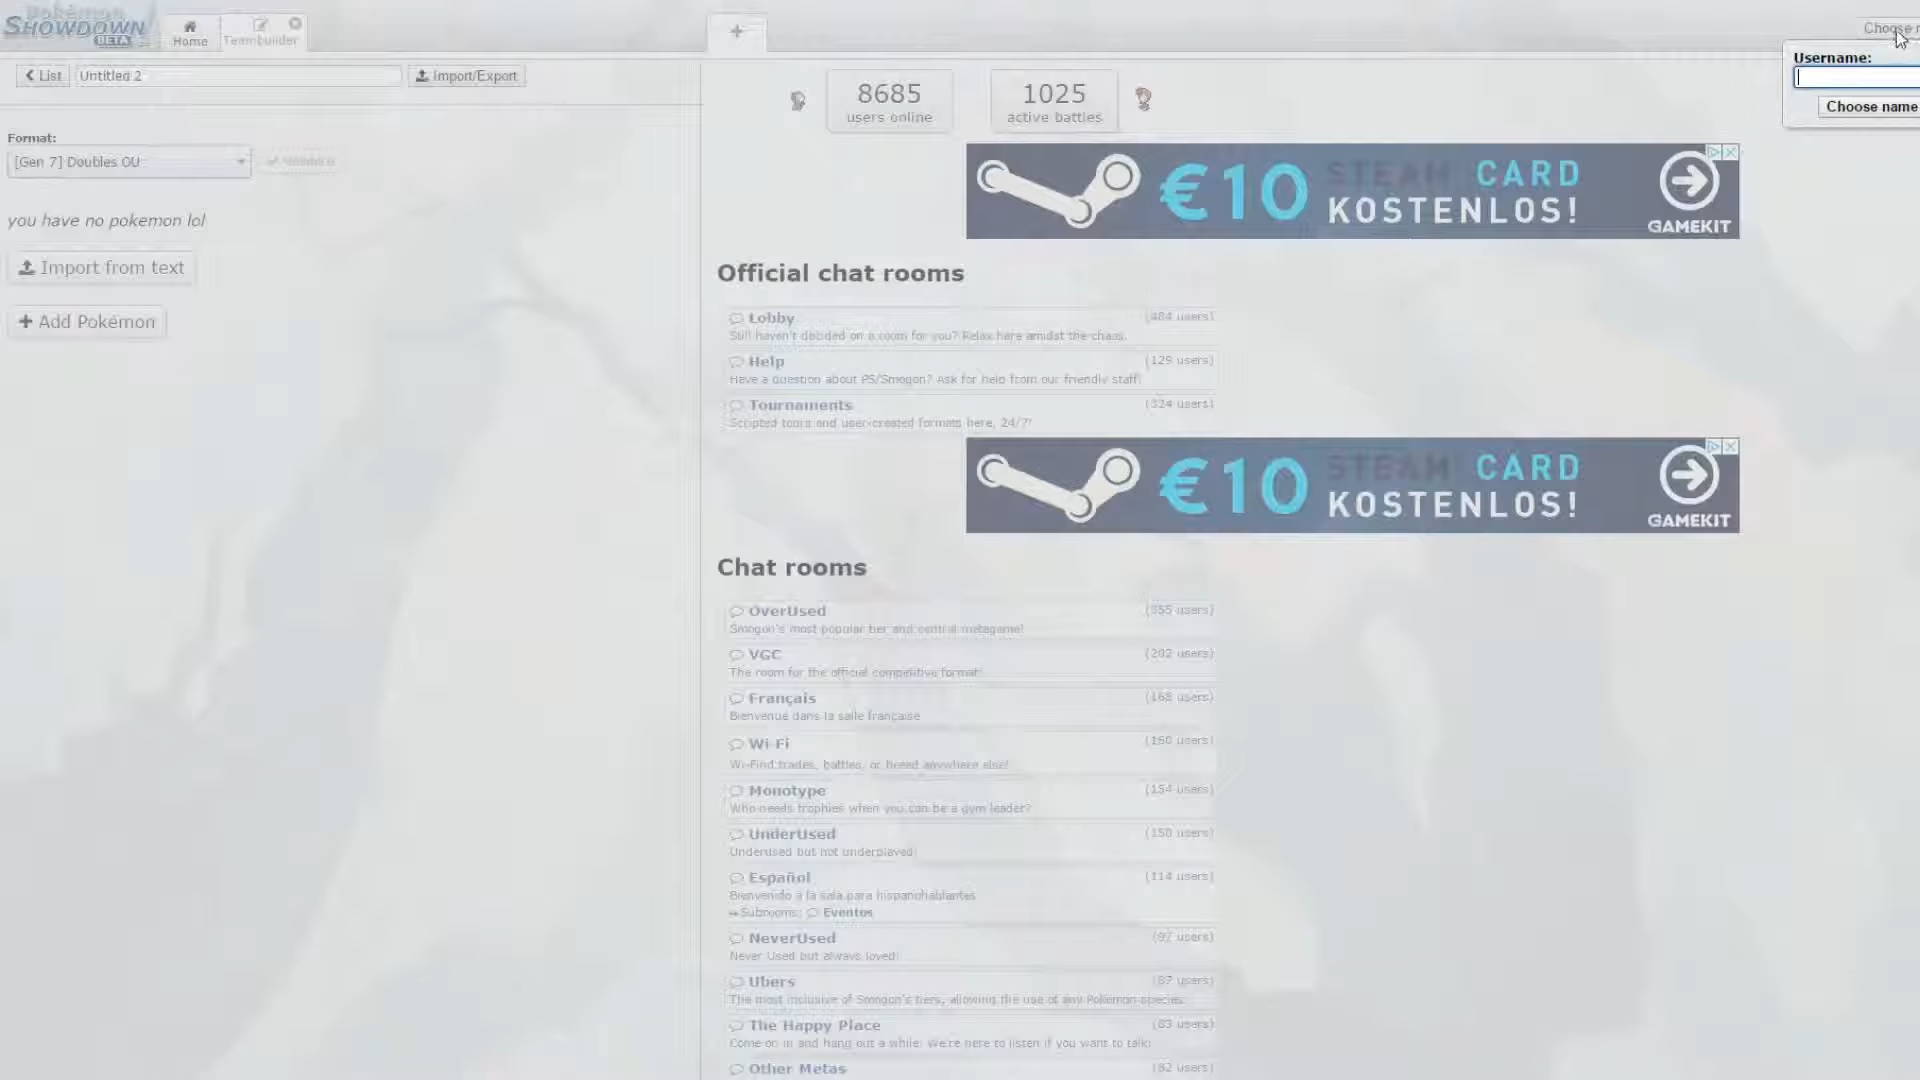 Pokémon
SHOWDOWN
BETA
Home
Teambuilder
+
Choose
List
Untitled 2
Import/Export
Username:
Choose name
8685
users online
1025
active battles
Format:
[Gen 7] Doubles OU
Validate
you have no pokemon lol
Import from text
Add Pokémon
€10 STEAM CARD
KOSTENLOS!
GAMEKIT
Official chat rooms
Lobby (484 users)
Still haven't decided on a room for you? Relax here amidst the chaos.
Help (129 users)
Have a question about PS/Smogon? Ask for help from our friendly staff!
Tournaments (324 users)
Scripted tours and user-created formats here, 24/7!
€10 STEAM CARD
KOSTENLOS!
GAMEKIT
Chat rooms
OverUsed (355 users)
Smogon's most popular tier and central metagame!
VGC (202 users)
The room for the official competitive format!
Français (168 users)
Bienvenue dans la salle française
Wi-Fi (160 users)
Wi-Find trades, battles, or breed anywhere else!
Monotype (154 users)
Who needs trophies when you can be a gym leader?
UnderUsed (150 users)
Underused but not underplayed!
Español (114 users)
Bienvenido a la sala para hispanohablantes
Subrooms: Eventos
NeverUsed (92 users)
Never Used but always loved!
Ubers (87 users)
The most inclusive of Smogon's tiers, allowing the use of any Pokemon species.
The Happy Place (83 users)
Come on in and hang out a while! We're here to listen if you want to talk!
Other Metas (82 users)